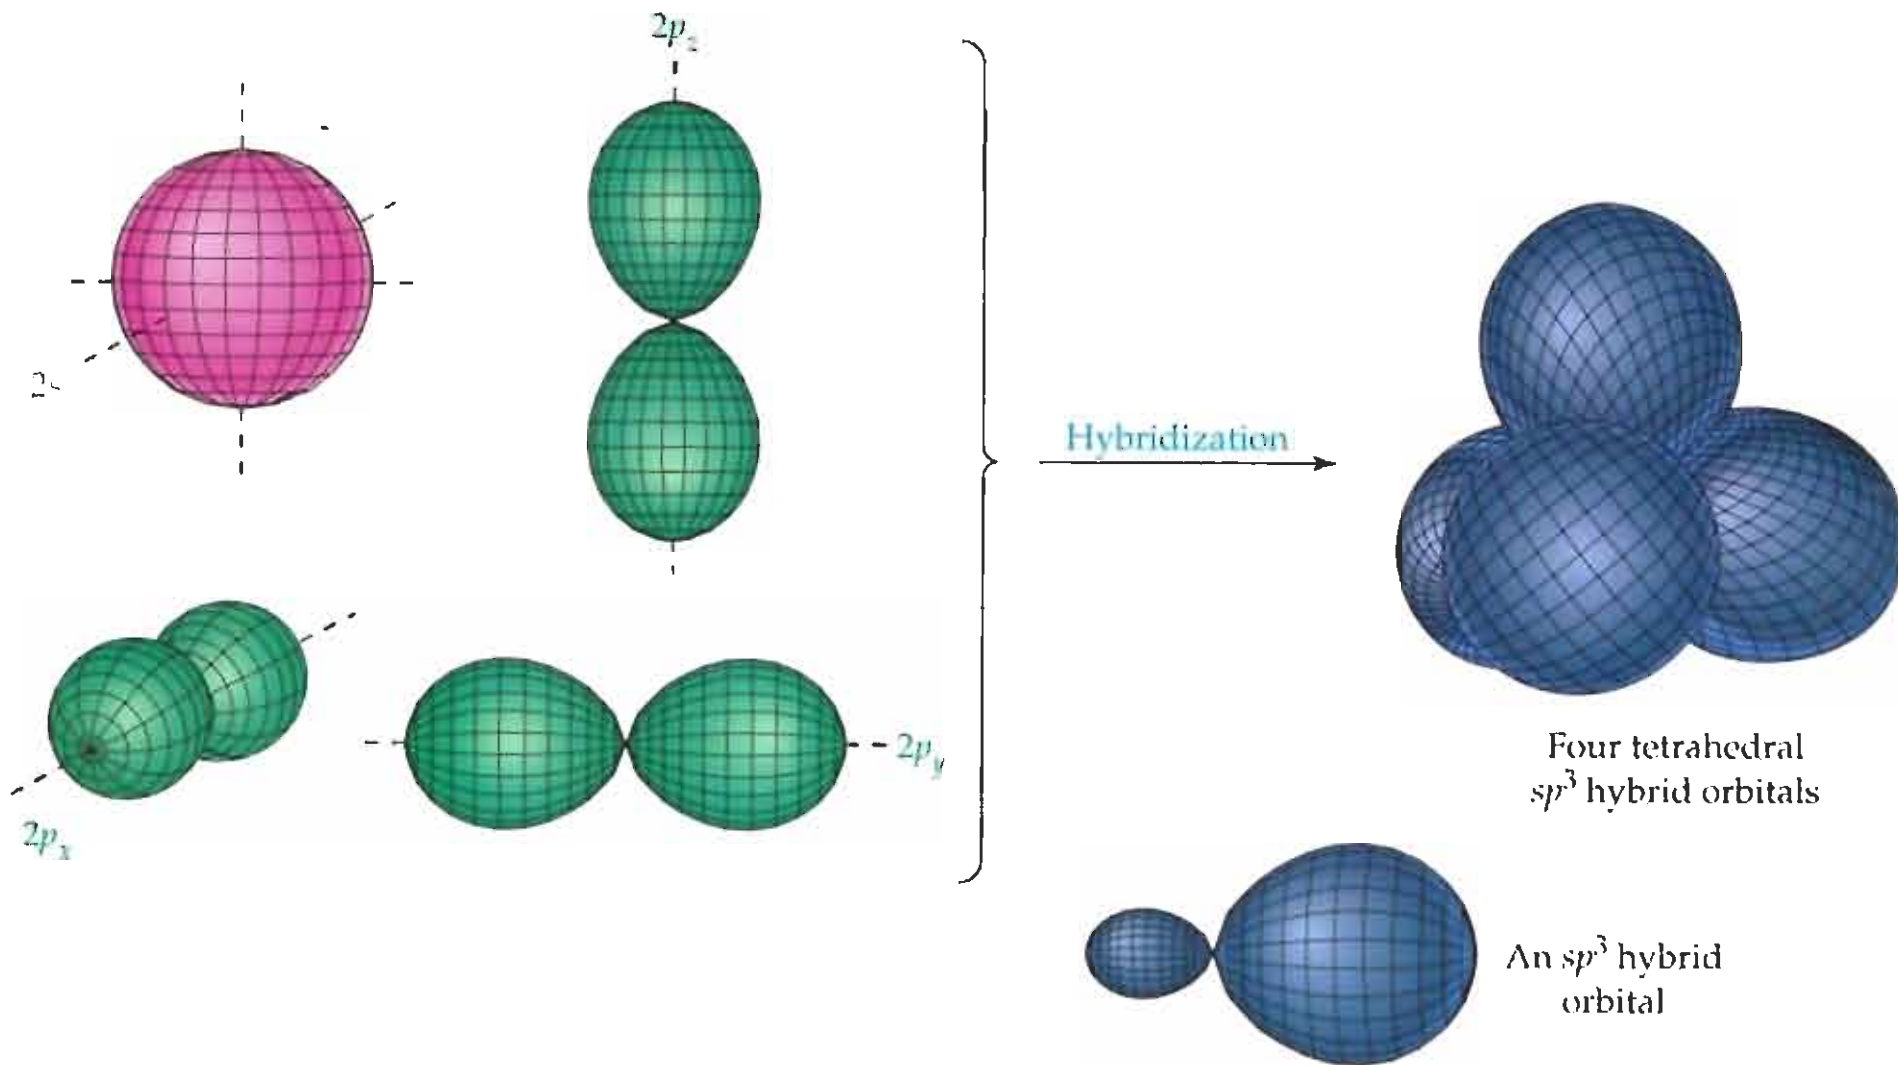 2p_z
Hybridization
2p_y
2p_x
Four tetrahedral
sp³ hybrid orbitals
An sp³ hybrid
orbital